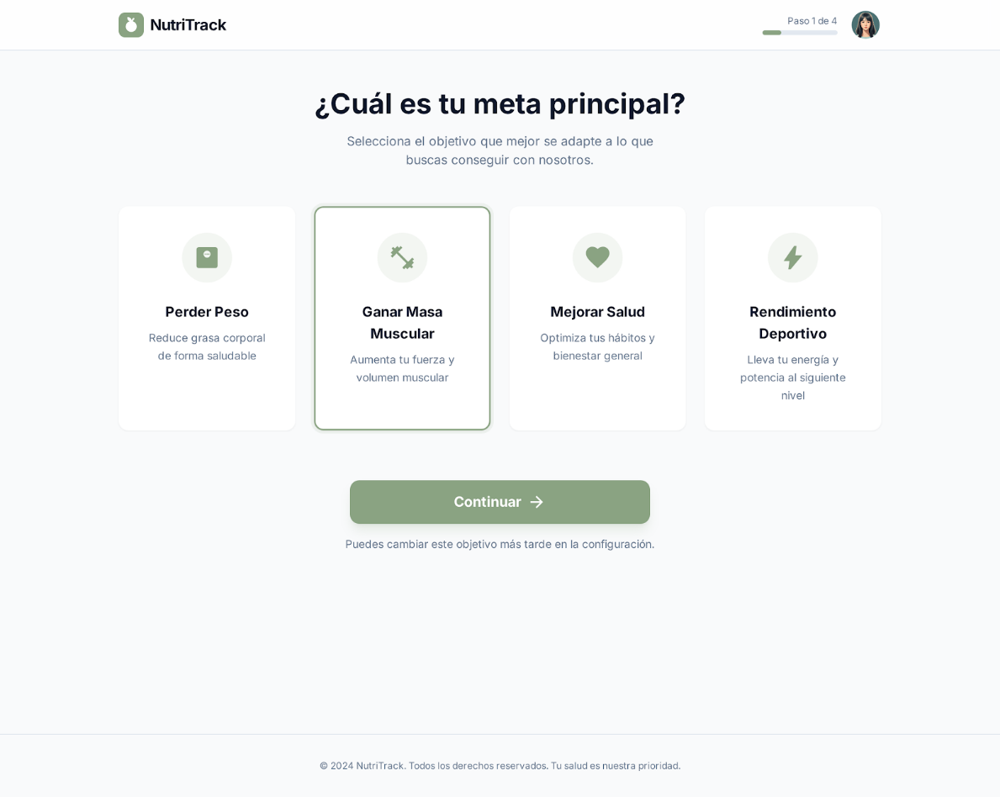 NutriTrack
Paso 1 de 4
¿Cuál es tu meta principal?
Selecciona el objetivo que mejor se adapte a lo que
buscas conseguir con nosotros.
Perder Peso
Reduce grasa corporal
de forma saludable
Ganar Masa
Muscular
Aumenta tu fuerza y
volumen muscular
Mejorar Salud
Optimiza tus hábitos y
bienestar general
Rendimiento
Deportivo
Lleva tu energía y
potencia al siguiente
nivel
Continuar
Puedes cambiar este objetivo más tarde en la configuración.
© 2024 NutriTrack. Todos los derechos reservados. Tu salud es nuestra prioridad.